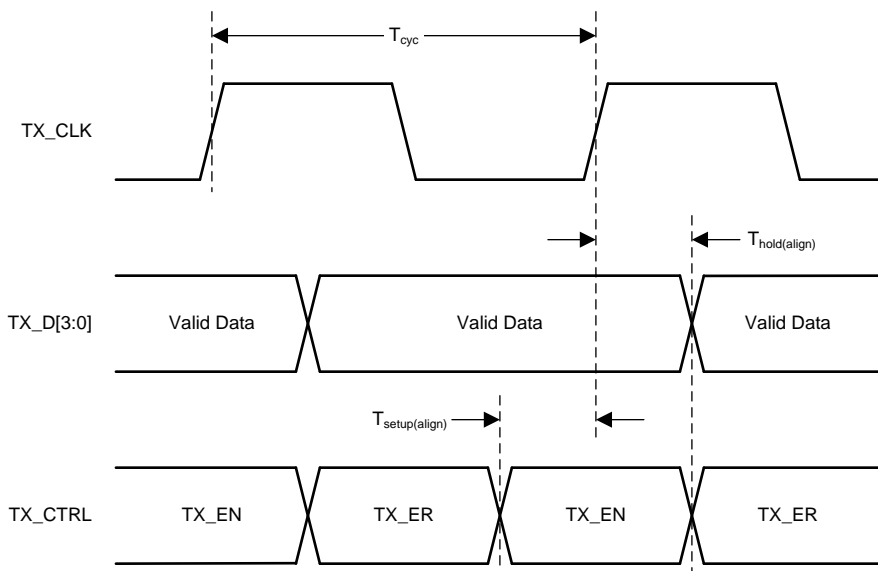 Tcyc
TX_CLK
Thold(align)
TX_D[3:0] Valid Data Valid Data Valid Data
Tsetup(align)
TX_CTRL TX_EN TX_ER TX_EN TX_ER